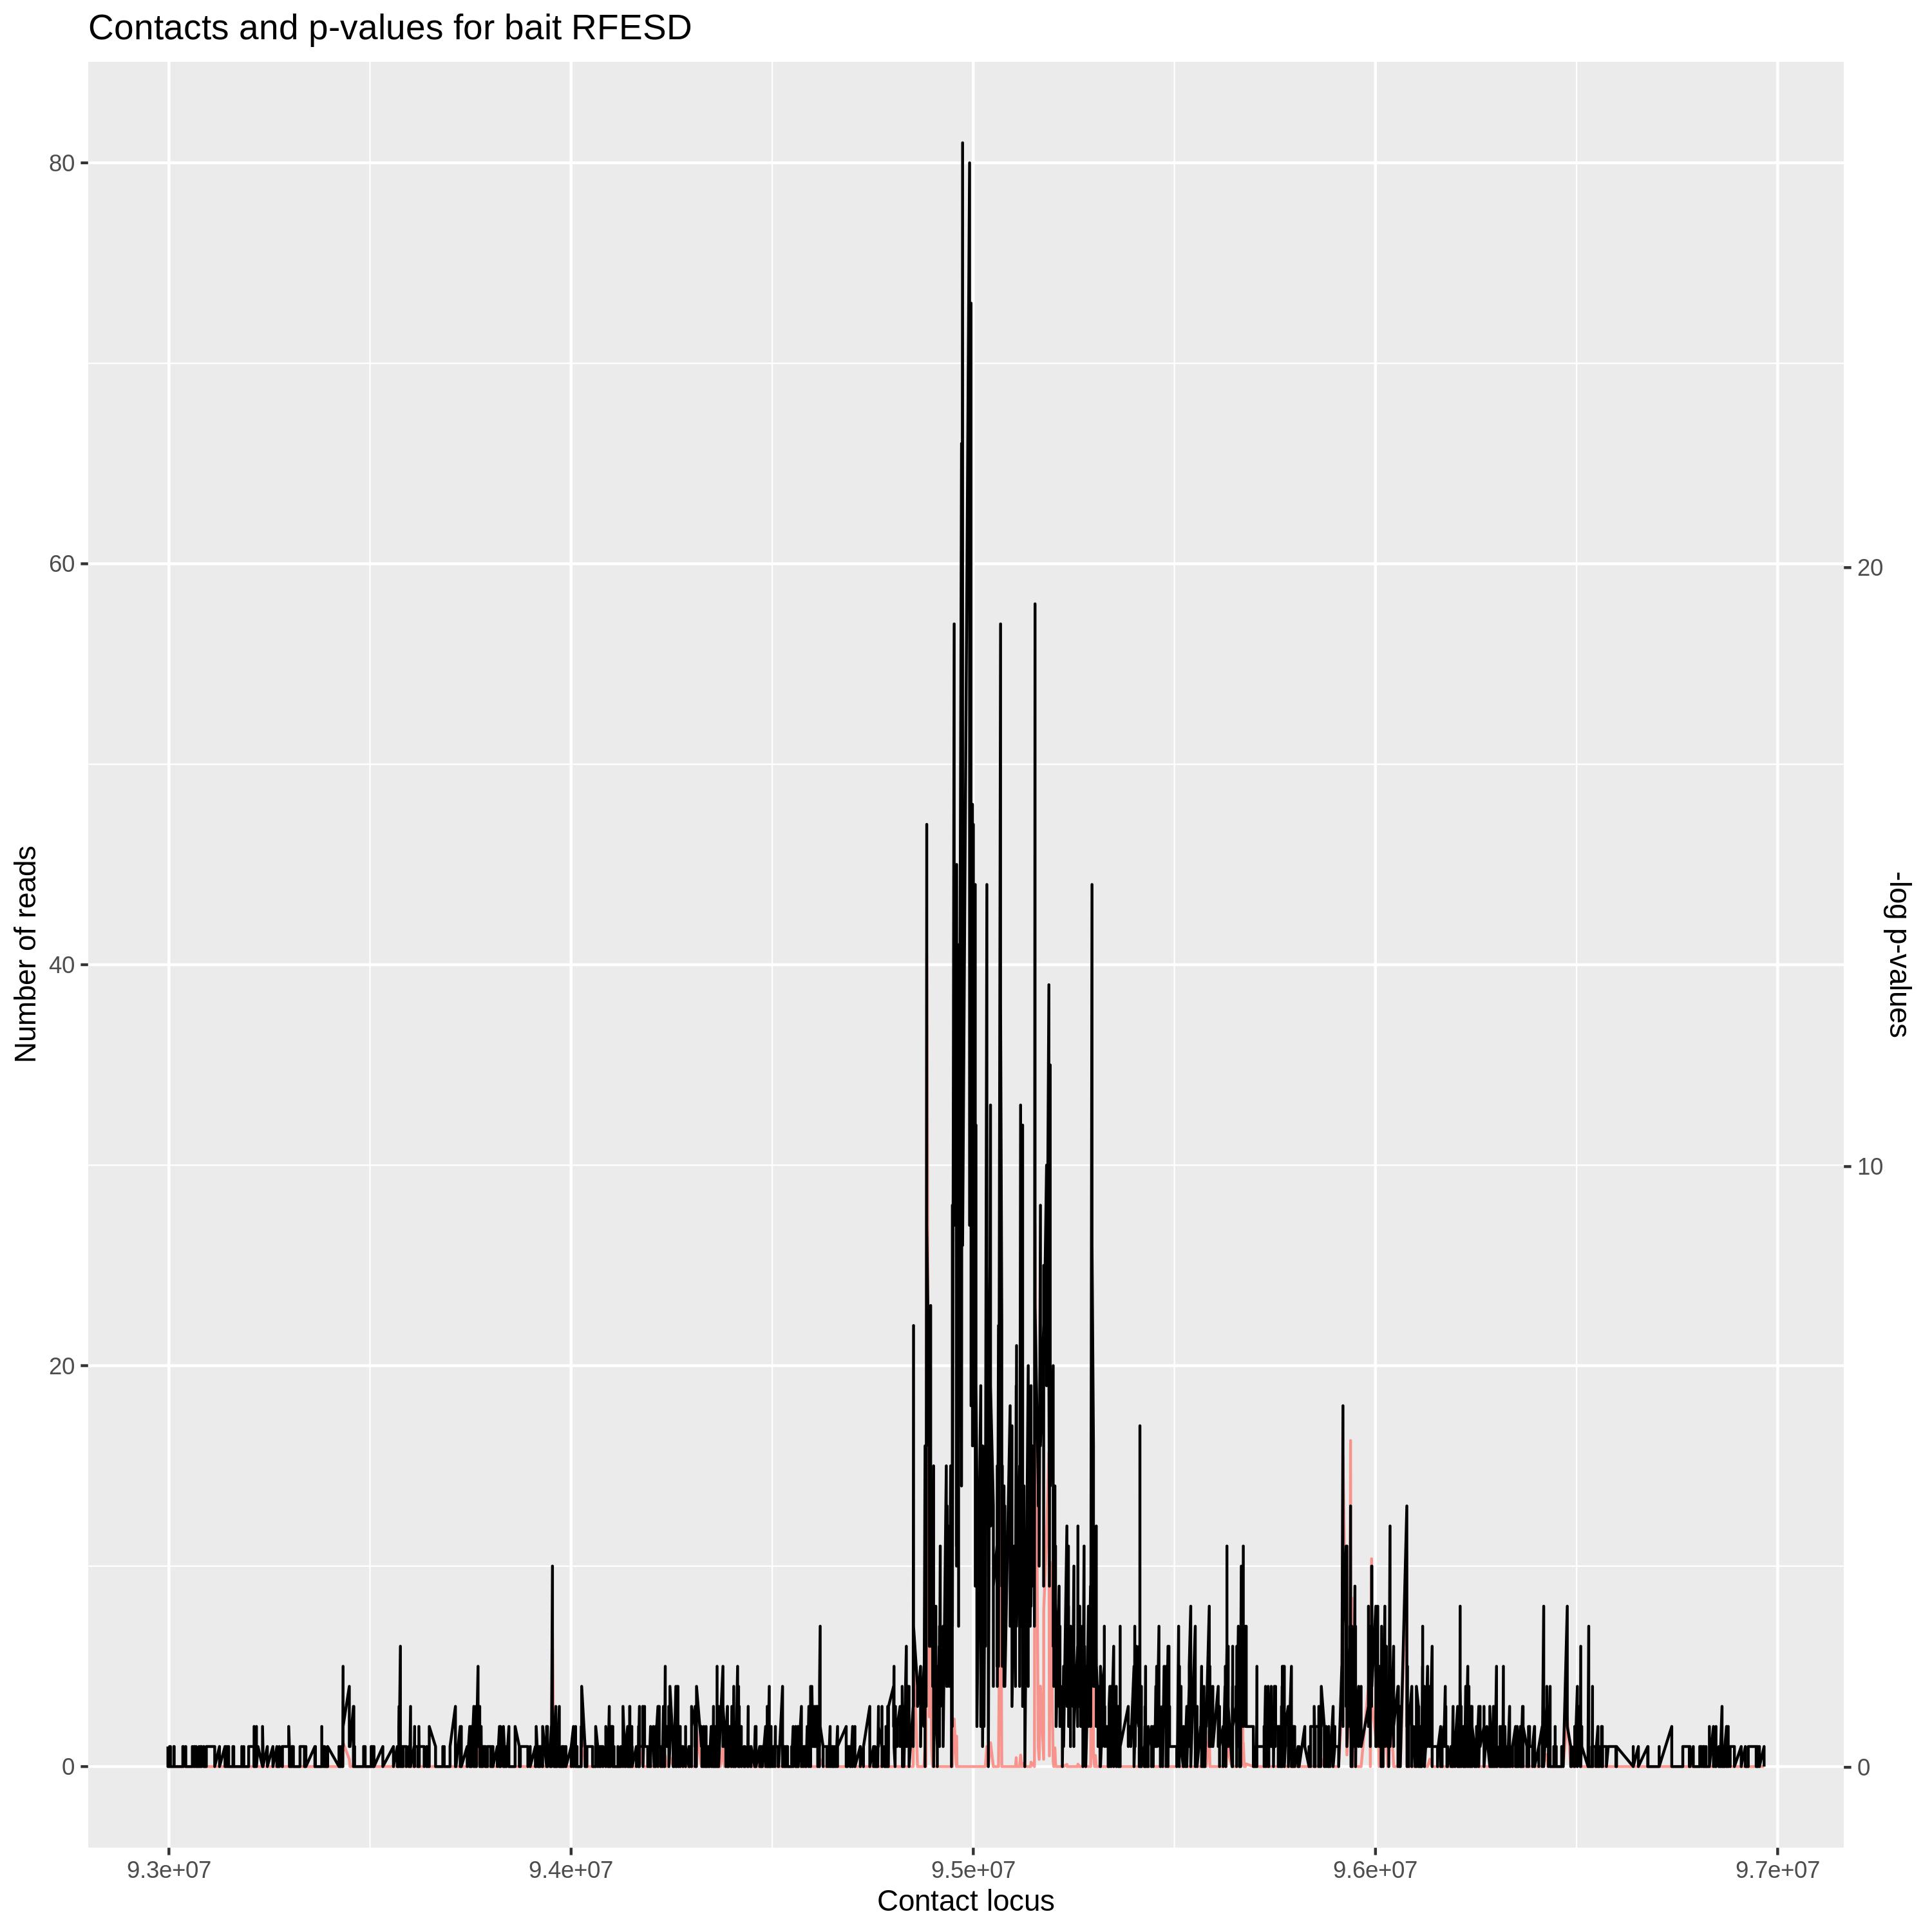 Contacts and p-values for bait RFESD
80
60
40
20
0
Number of reads
20
10
0
-log p-values
9.3e+07
9.4e+07
9.5e+07
9.6e+07
9.7e+07
Contact locus